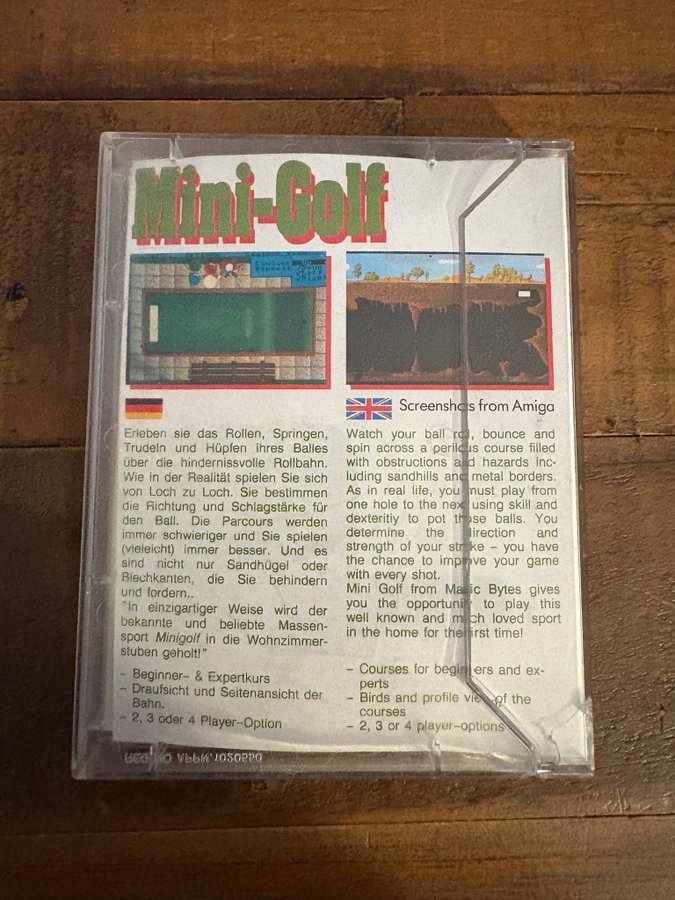 Mini-Golf
Screenshots from Amiga
Erleben sie das Rollen, Springen,
Trudeln und Hüpfen ihres Balles
über die hindernissvolle Rollbahn.
Wie in der Realität spielen Sie sich
von Loch zu Loch. Sie bestimmen
die Richtung und Schlagstärke für
den Ball. Die Parcours werden
immer schwieriger und Sie spielen
(vieleicht) immer besser. Und es
sind nicht nur Sandhügel oder
Blechkanten, die Sie behindern
und fordern..
"In einzigartiger Weise wird der
bekannte und beliebte Massen-
sport Minigolf in die Wohnzimmer-
stuben geholt!"
- Beginner- & Expertkurs
- Draufsicht und Seitenansicht der
Bahn.
- 2, 3 oder 4 Player-Option
Watch your ball roll, bounce and
spin across a perilous course filled
with obstructions and hazards inc-
luding sandhills and metal borders.
As in real life, you must play from
one hole to the next using skill and
dexteritiy to pot those balls. You
determine the direction and
strength of your stroke – you have
the chance to improve your game
with every shot.
Mini Golf from Magic Bytes gives
you the opportunity to play this
well known and much loved sport
in the home for the first time!
- Courses for beginners and ex-
perts
- Birds and profile view of the
courses
- 2, 3 or 4 player-options
REG NO APPN. 1020550